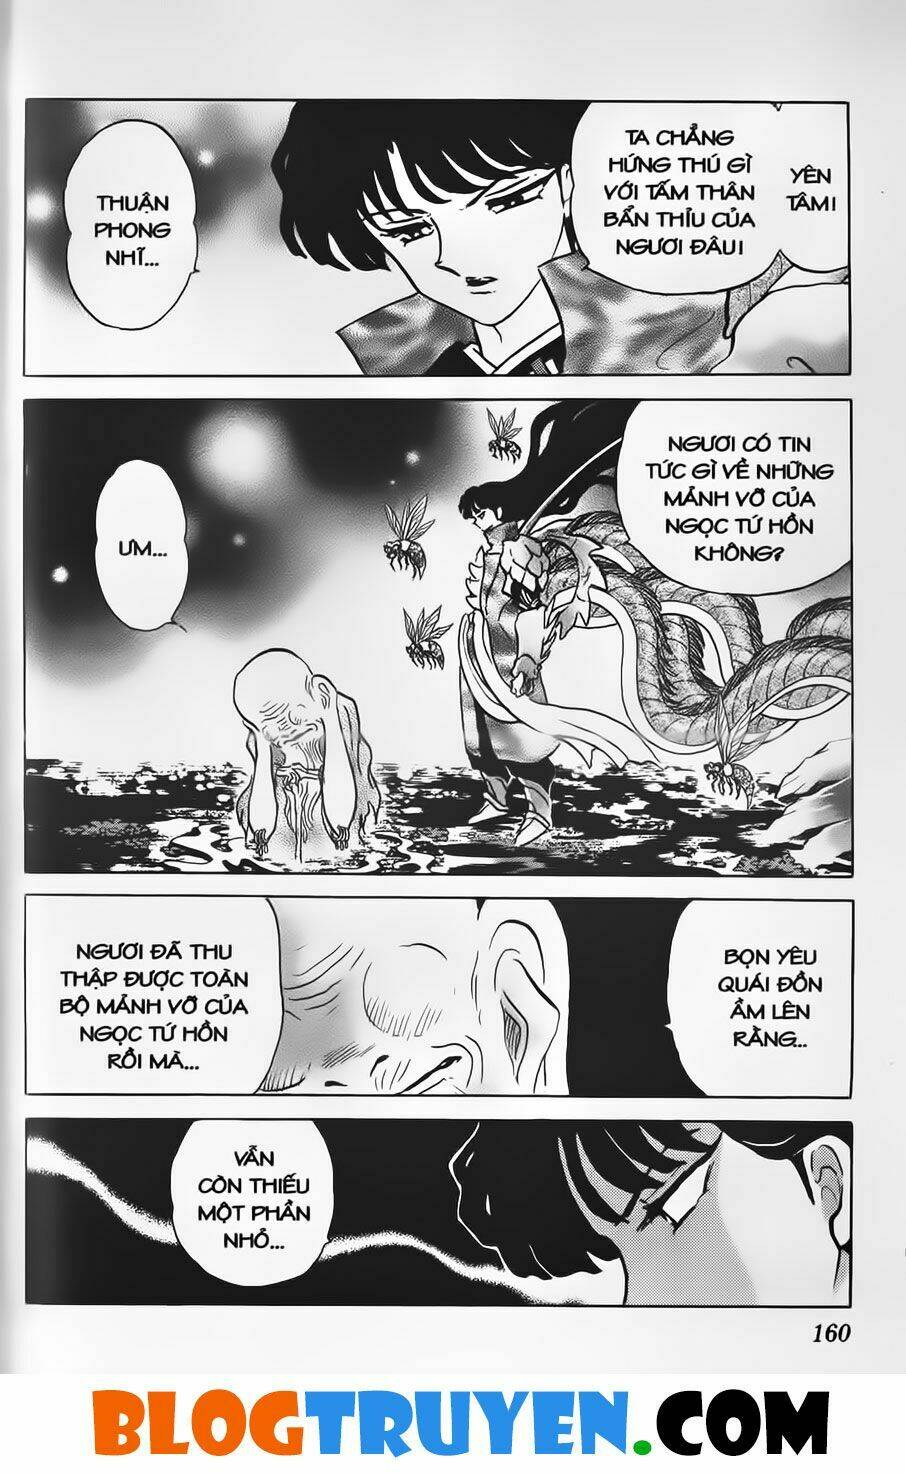 YÊN
TÂM!
TA CHẲNG
HỨNG THÚ GÌ
VỚI TẤM THÂN
BẨN THỈU CỦA
NGƯƠI ĐÂU!
THUẬN
PHONG
NHĨ...
NGƯƠI CÓ TIN
TỨC GÌ VỀ NHỮNG
MẢNH VỠ CỦA
NGỌC TỨ HỒN
KHÔNG?
ƯM...
BỌN YÊU
QUÁI ĐỒN
ẦM LÊN
RẰNG...
NGƯƠI ĐÃ THU
THẬP ĐƯỢC TOÀN
BỘ MẢNH VỠ CỦA
NGỌC TỨ HỒN
RỒI MÀ...
VẪN
CÒN THIẾU
MỘT PHẦN
NHỎ...
160
BLOGTRUYEN.COM